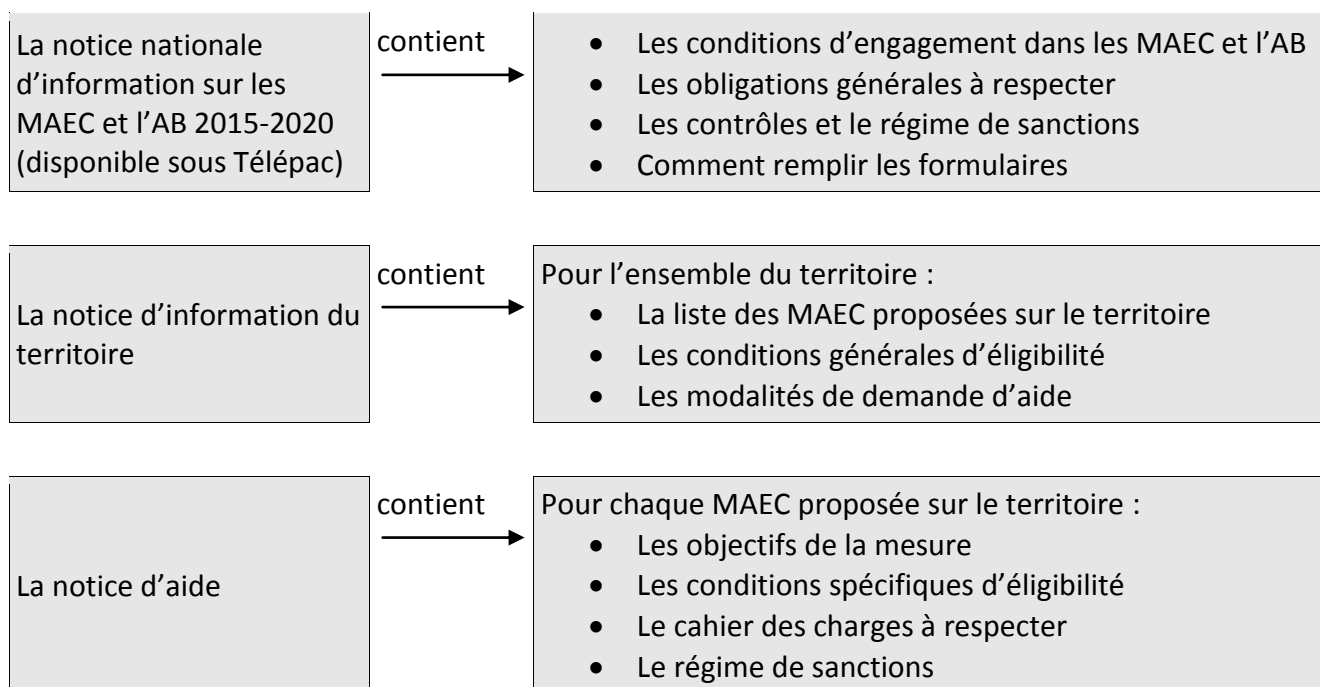 La notice nationale
d’information sur les
MAEC et l’AB 2015-2020
(disponible sous Télépac)
contient
• Les conditions d’engagement dans les MAEC et l’AB
• Les obligations générales à respecter
• Les contrôles et le régime de sanctions
• Comment remplir les formulaires
La notice d’information du
territoire
contient
Pour l’ensemble du territoire :
• La liste des MAEC proposées sur le territoire
• Les conditions générales d’éligibilité
• Les modalités de demande d’aide
La notice d’aide
contient
Pour chaque MAEC proposée sur le territoire :
• Les objectifs de la mesure
• Les conditions spécifiques d’éligibilité
• Le cahier des charges à respecter
• Le régime de sanctions